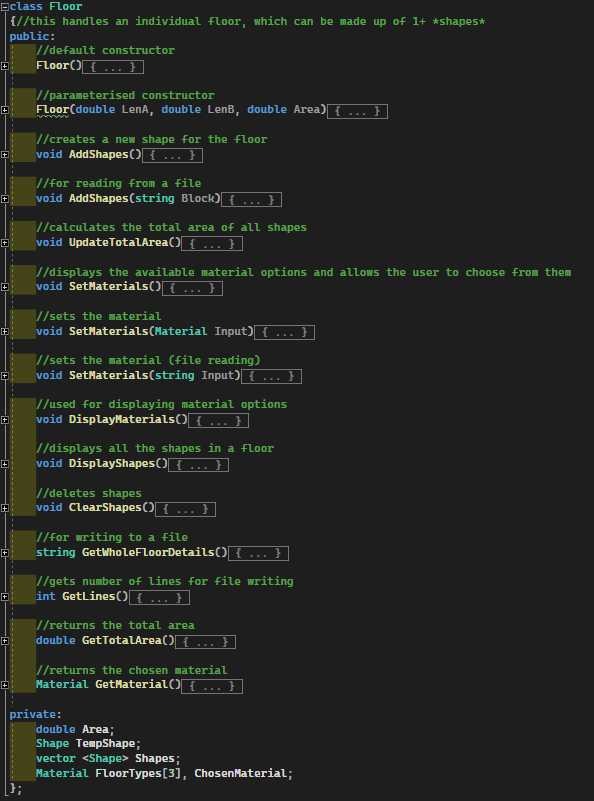 class Floor
{//this handles an individual floor, which can be made up of 1+ *shapes*
public:
//default constructor
Floor(){ ... }
//parameterised constructor
Floor(double LenA, double LenB, double Area){ ... }
//creates a new shape for the floor
void AddShapes(){ ... }
//for reading from a file
void AddShapes(string Block){ ... }
//calculates the total area of all shapes
void UpdateTotalArea(){ ... }
//displays the available material options and allows the user to choose from them
void SetMaterials(){ ... }
//sets the material
void SetMaterials(Material Input){ ... }
//sets the material (file reading)
void SetMaterials(string Input){ ... }
//used for displaying material options
void DisplayMaterials(){ ... }
//displays all the shapes in a floor
void DisplayShapes(){ ... }
//deletes shapes
void ClearShapes(){ ... }
//for writing to a file
string GetWholeFloorDetails(){ ... }
//gets number of lines for file writing
int GetLines(){ ... }
//returns the total area
double GetTotalArea(){ ... }
//returns the chosen material
Material GetMaterial(){ ... }
private:
double Area;
Shape TempShape;
vector <Shape> Shapes;
Material FloorTypes[3], ChosenMaterial;
};